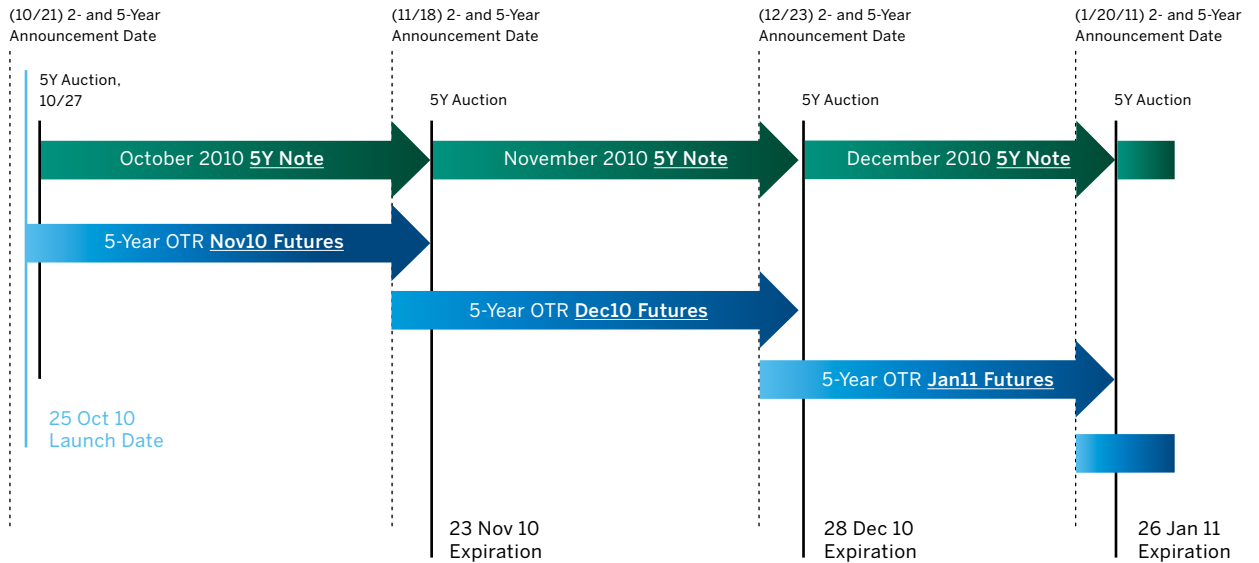 (10/21) 2- and 5-Year
Announcement Date
(11/18) 2- and 5-Year
Announcement Date
(12/23) 2- and 5-Year
Announcement Date
(1/20/11) 2- and 5-Year
Announcement Date
5Y Auction,
10/27
5Y Auction
5Y Auction
5Y Auction
October 2010 5Y Note
November 2010 5Y Note
December 2010 5Y Note
5-Year OTR Nov10 Futures
5-Year OTR Dec10 Futures
5-Year OTR Jan11 Futures
25 Oct 10
Launch Date
23 Nov 10
Expiration
28 Dec 10
Expiration
26 Jan 11
Expiration